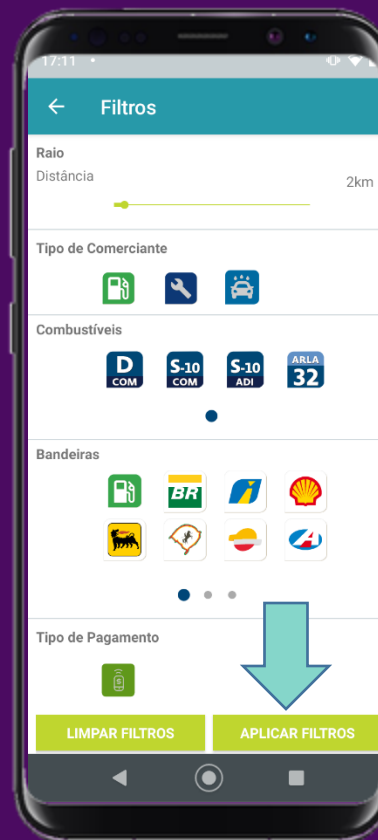 17:11
Filtros
Raio
Distância
2km
Tipo de Comerciante
Combustíveis
D COM S-10 COM S-10 ADI ARLA 32
Bandeiras
BR
Tipo de Pagamento
LIMPAR FILTROS APLICAR FILTROS